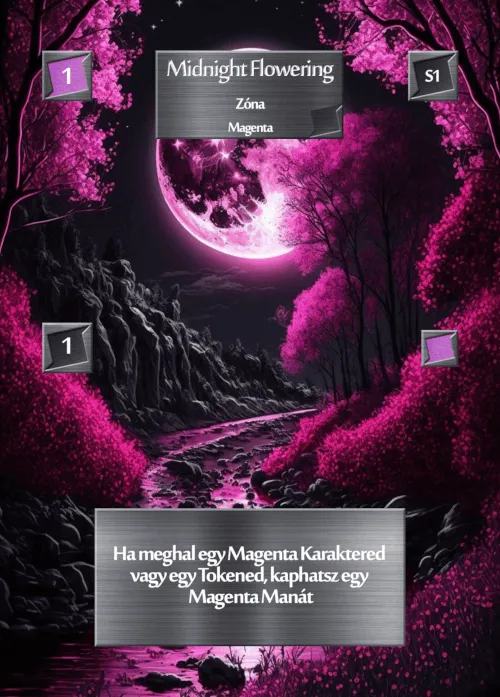 1
Midnight Flowering
S1
Zóna
Magenta
1
Ha meghal egy Magenta Karaktered
vagy egy Tokened, kaphatsz egy
Magenta Manát